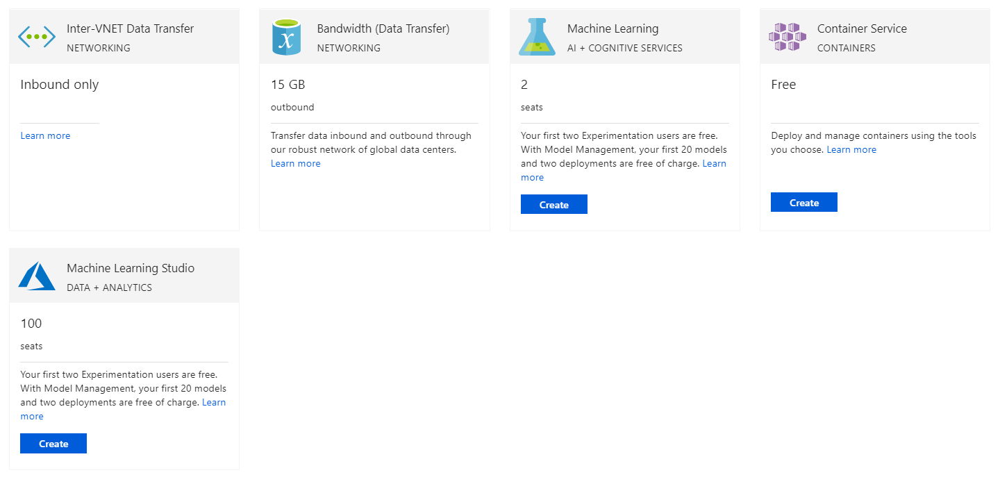 Inter-VNET Data Transfer
NETWORKING
Inbound only
Learn more
Bandwidth (Data Transfer)
NETWORKING
15 GB
outbound
Transfer data inbound and outbound through
our robust network of global data centers.
Learn more
Machine Learning
AI + COGNITIVE SERVICES
2
seats
Your first two Experimentation users are free.
With Model Management, your first 20 models
and two deployments are free of charge. Learn
more
Create
Container Service
CONTAINERS
Free
Deploy and manage containers using the tools
you choose. Learn more
Create
Machine Learning Studio
DATA + ANALYTICS
100
seats
Your first two Experimentation users are free.
With Model Management, your first 20 models
and two deployments are free of charge. Learn
more
Create